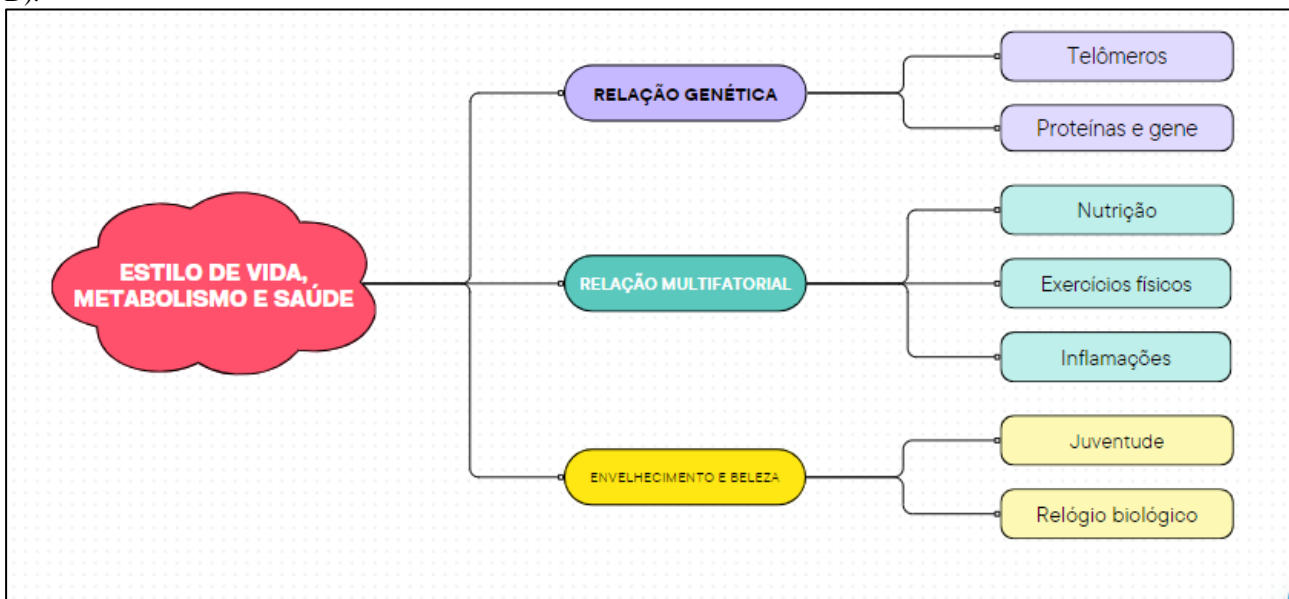 ESTILO DE VIDA,
METABOLISMO E SAÚDE
RELAÇÃO GENÉTICA
Telômeros
Proteínas e gene
RELAÇÃO MULTIFATORIAL
Nutrição
Exercícios físicos
Inflamações
ENVELHECIMENTO E BELEZA
Juventude
Relógio biológico